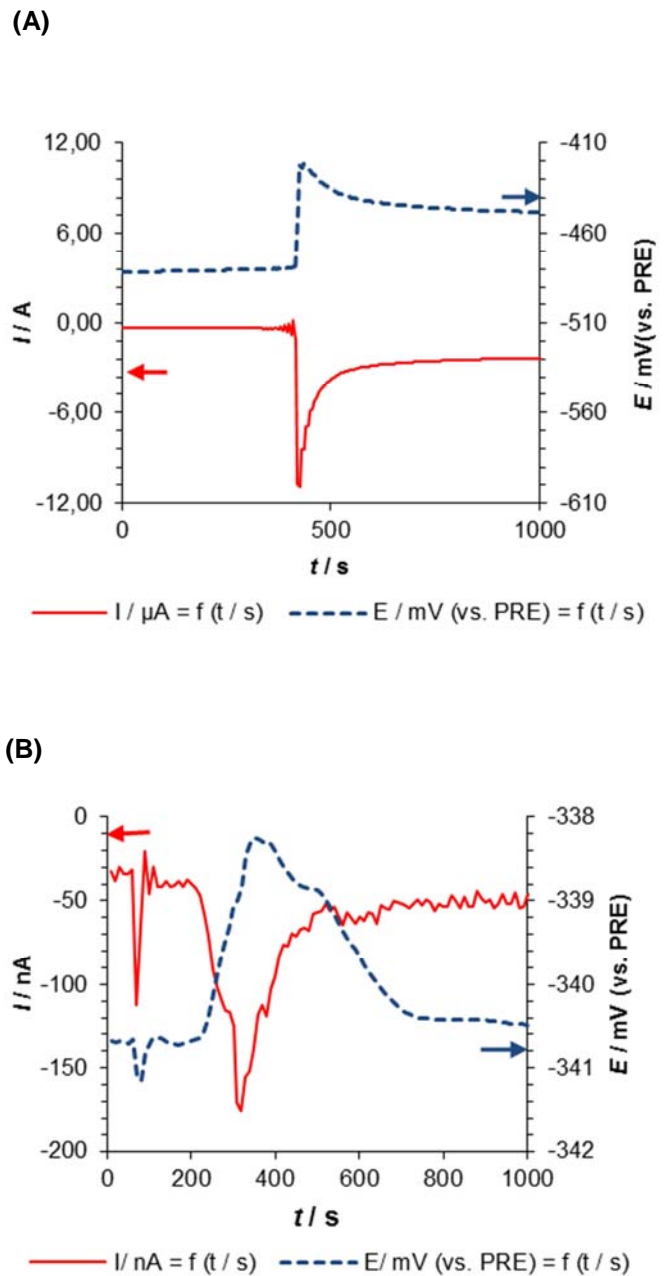 (A)
12,00
6,00
0,00
-6,00
-12,00
I / A
-410
-460
-510
-560
-610
E / mV(vs. PRE)
0
500
1000
t / s
I / µA = f (t / s)
E / mV (vs. PRE) = f (t / s)
(B)
0
-50
-100
-150
-200
I / nA
-338
-339
-340
-341
-342
E / mV (vs. PRE)
0
200
400
600
800
1000
t / s
I/ nA = f (t / s)
E/ mV (vs. PRE) = f (t / s)